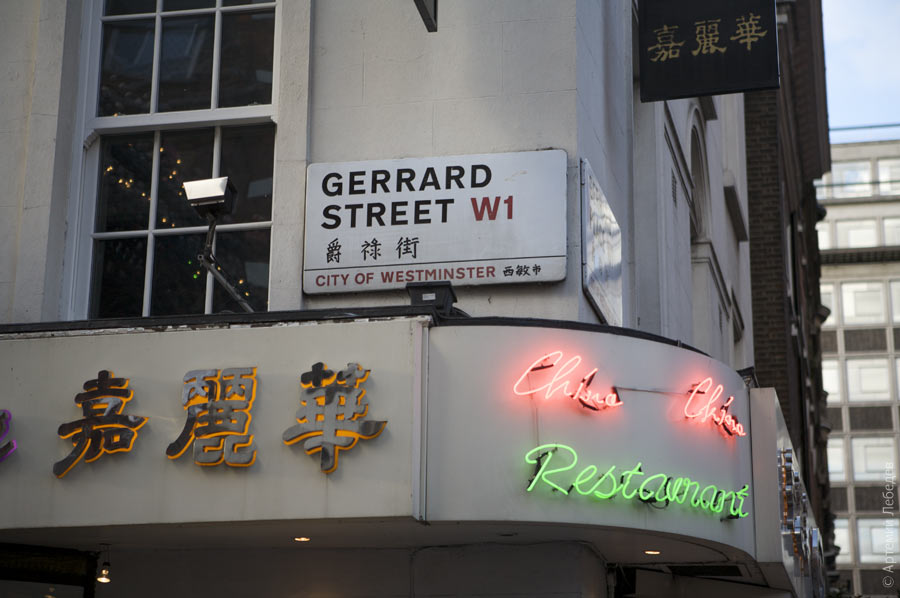 嘉麗華
GERRARD
STREET W1
爵祿街
CITY OF WESTMINSTER 西敏市
嘉麗華
China China
Restaurant
© Артемий Лебедев